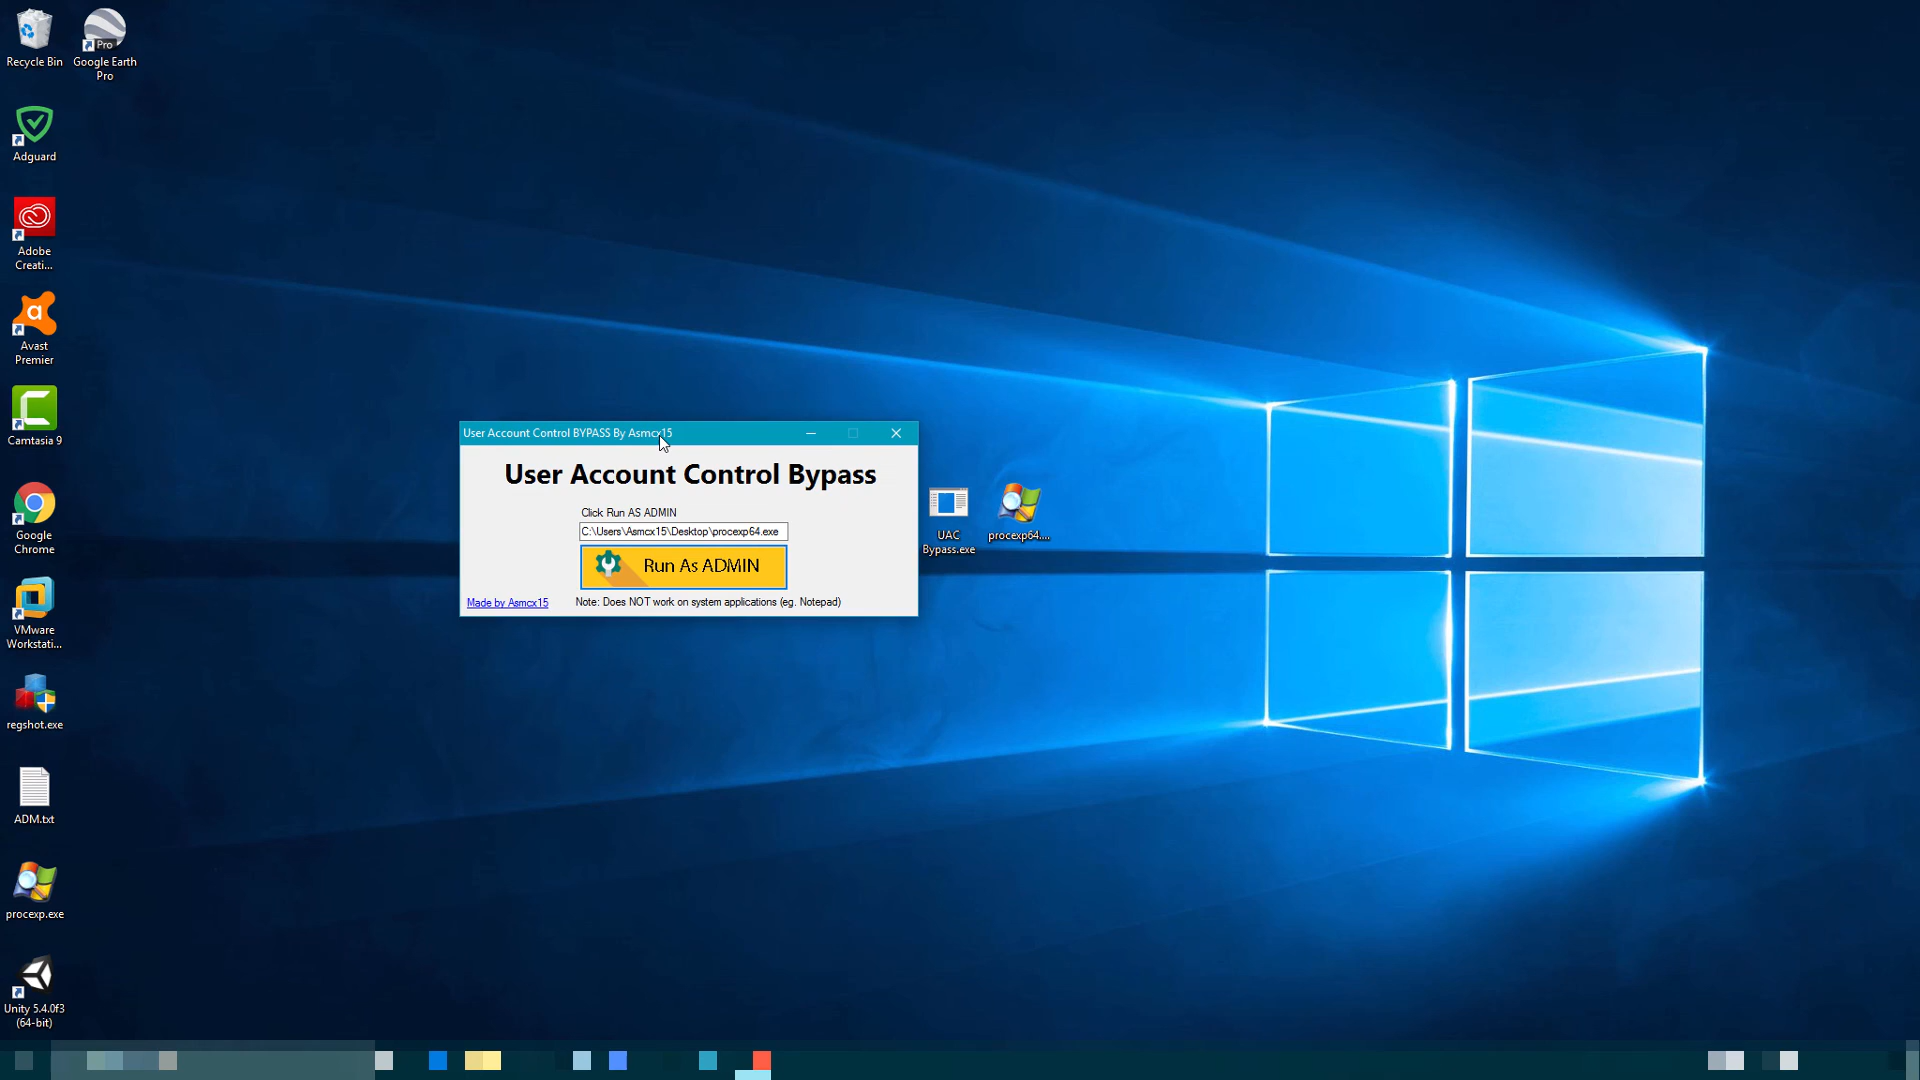 Recycle Bin
Google Earth
Pro
Pro
Adguard
Adobe
Creati...
Avast
Premier
Camtasia 9
Google
Chrome
VMware
Workstati...
regshot.exe
ADM.txt
procexp.exe
Unity 5.4.0f3
(64-bit)
User Account Control BYPASS By Asmcx15
User Account Control Bypass
Click Run AS ADMIN
C:\Users\Asmcx15\Desktop\procexp64.exe
Run As ADMIN
Made by Asmcx15
Note: Does NOT work on system applications (eg. Notepad)
UAC
Bypass.exe
procexp64....